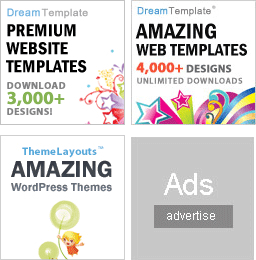 DreamTemplate
PREMIUM
WEBSITE
TEMPLATES
DOWNLOAD
3,000+
DESIGNS!
DreamTemplate®
AMAZING
WEB TEMPLATES
4,000+ DESIGNS
UNLIMITED DOWNLOADS
ThemeLayouts™
AMAZING
WordPress Themes
Ads
advertise